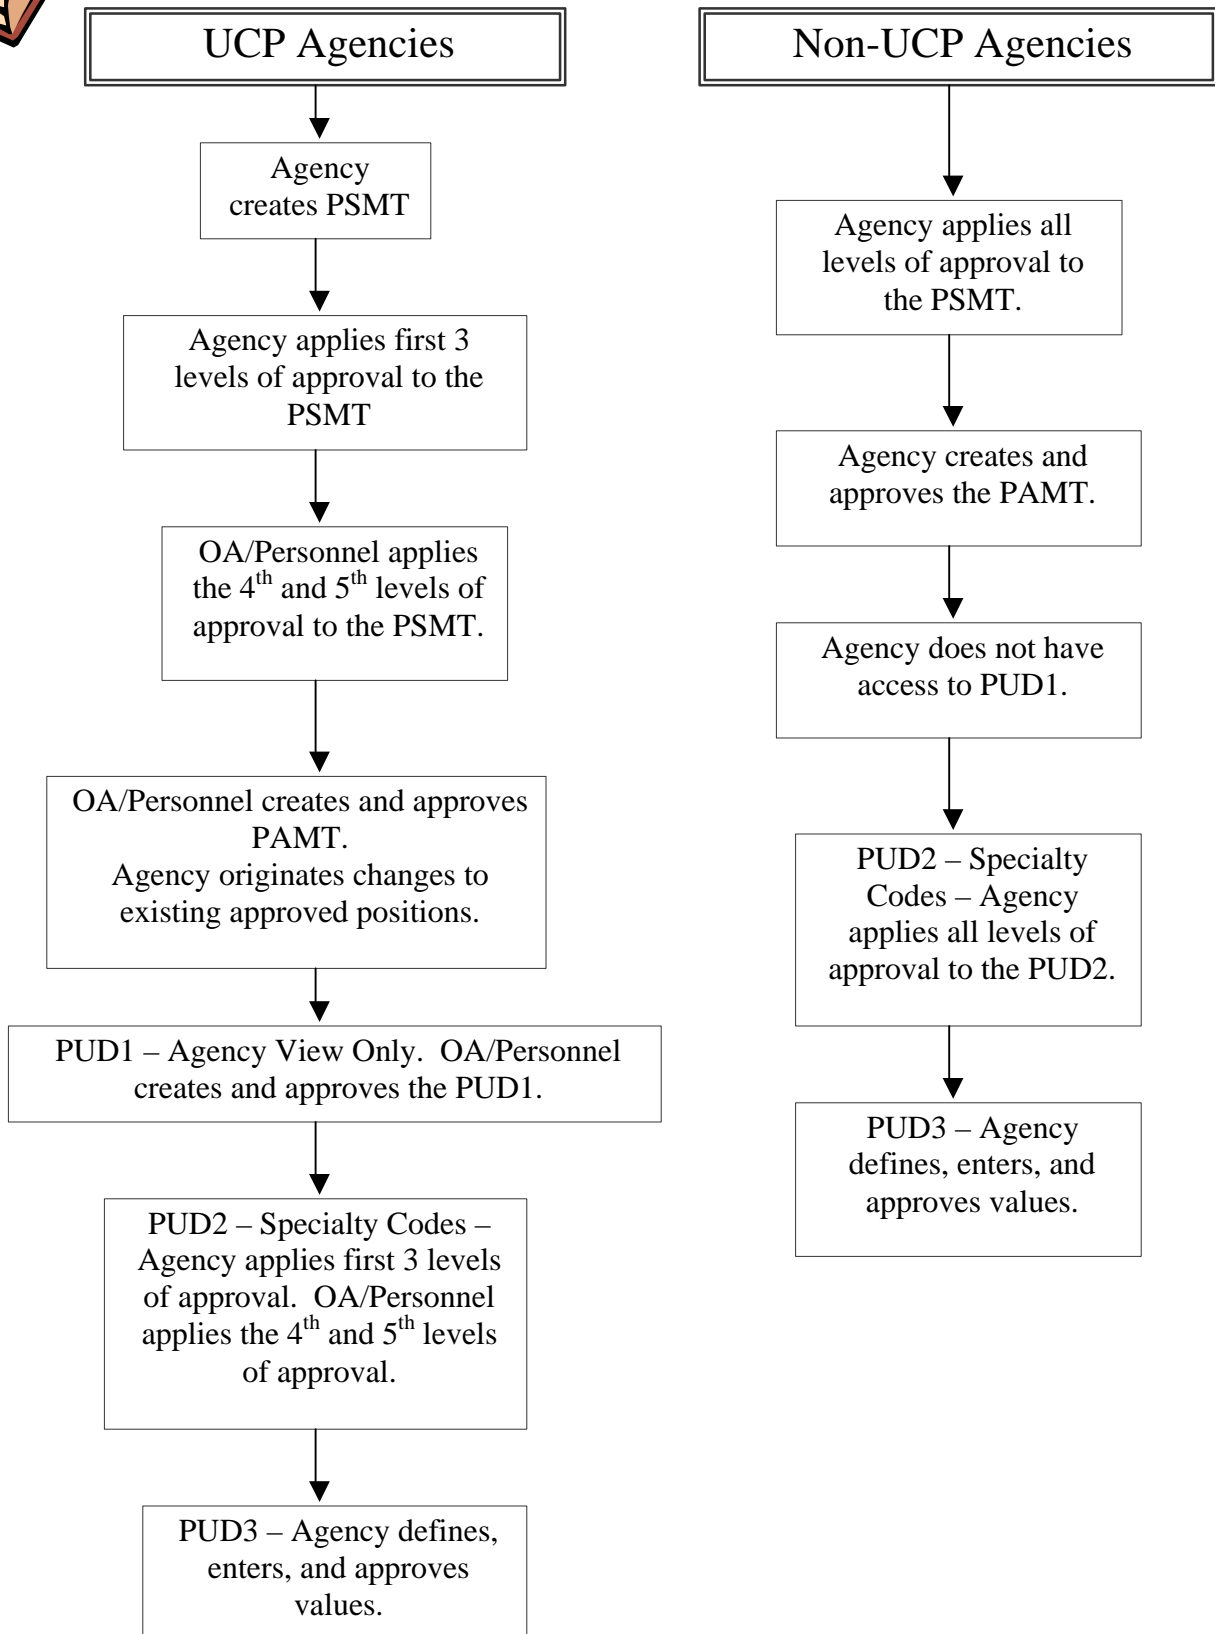 UCP Agencies
Agency
creates PSMT
Agency applies first 3
levels of approval to the
PSMT
OA/Personnel applies
the 4th and 5th levels of
approval to the PSMT.
OA/Personnel creates and approves
PAMT.
Agency originates changes to
existing approved positions.
PUD1 – Agency View Only.  OA/Personnel
creates and approves the PUD1.
PUD2 – Specialty Codes –
Agency applies first 3 levels
of approval.  OA/Personnel
applies the 4th and 5th levels
of approval.
PUD3 – Agency defines,
enters, and approves
values.
Non-UCP Agencies
Agency applies all
levels of approval to
the PSMT.
Agency creates and
approves the PAMT.
Agency does not have
access to PUD1.
PUD2 – Specialty
Codes – Agency
applies all levels of
approval to the PUD2.
PUD3 – Agency
defines, enters, and
approves values.